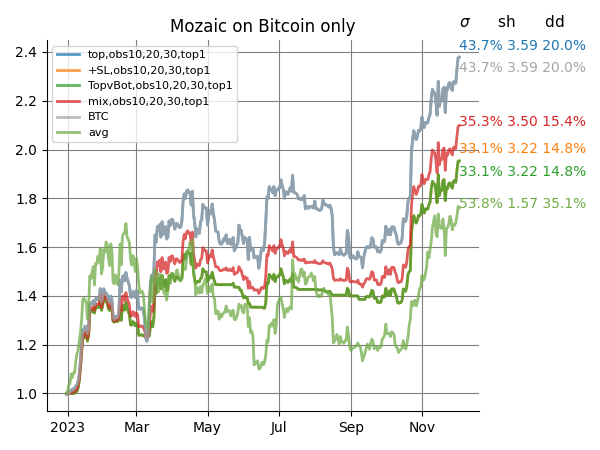 Mozaic on Bitcoin only
σ sh dd
43.7% 3.59 20.0%
43.7% 3.59 20.0%
35.3% 3.50 15.4%
33.1% 3.22 14.8%
33.1% 3.22 14.8%
53.8% 1.57 35.1%
top,obs10,20,30,top1
+SL,obs10,20,30,top1
TopvBot,obs10,20,30,top1
mix,obs10,20,30,top1
BTC
avg
2.4
2.2
2.0
1.8
1.6
1.4
1.2
1.0
2023 Mar May Jul Sep Nov